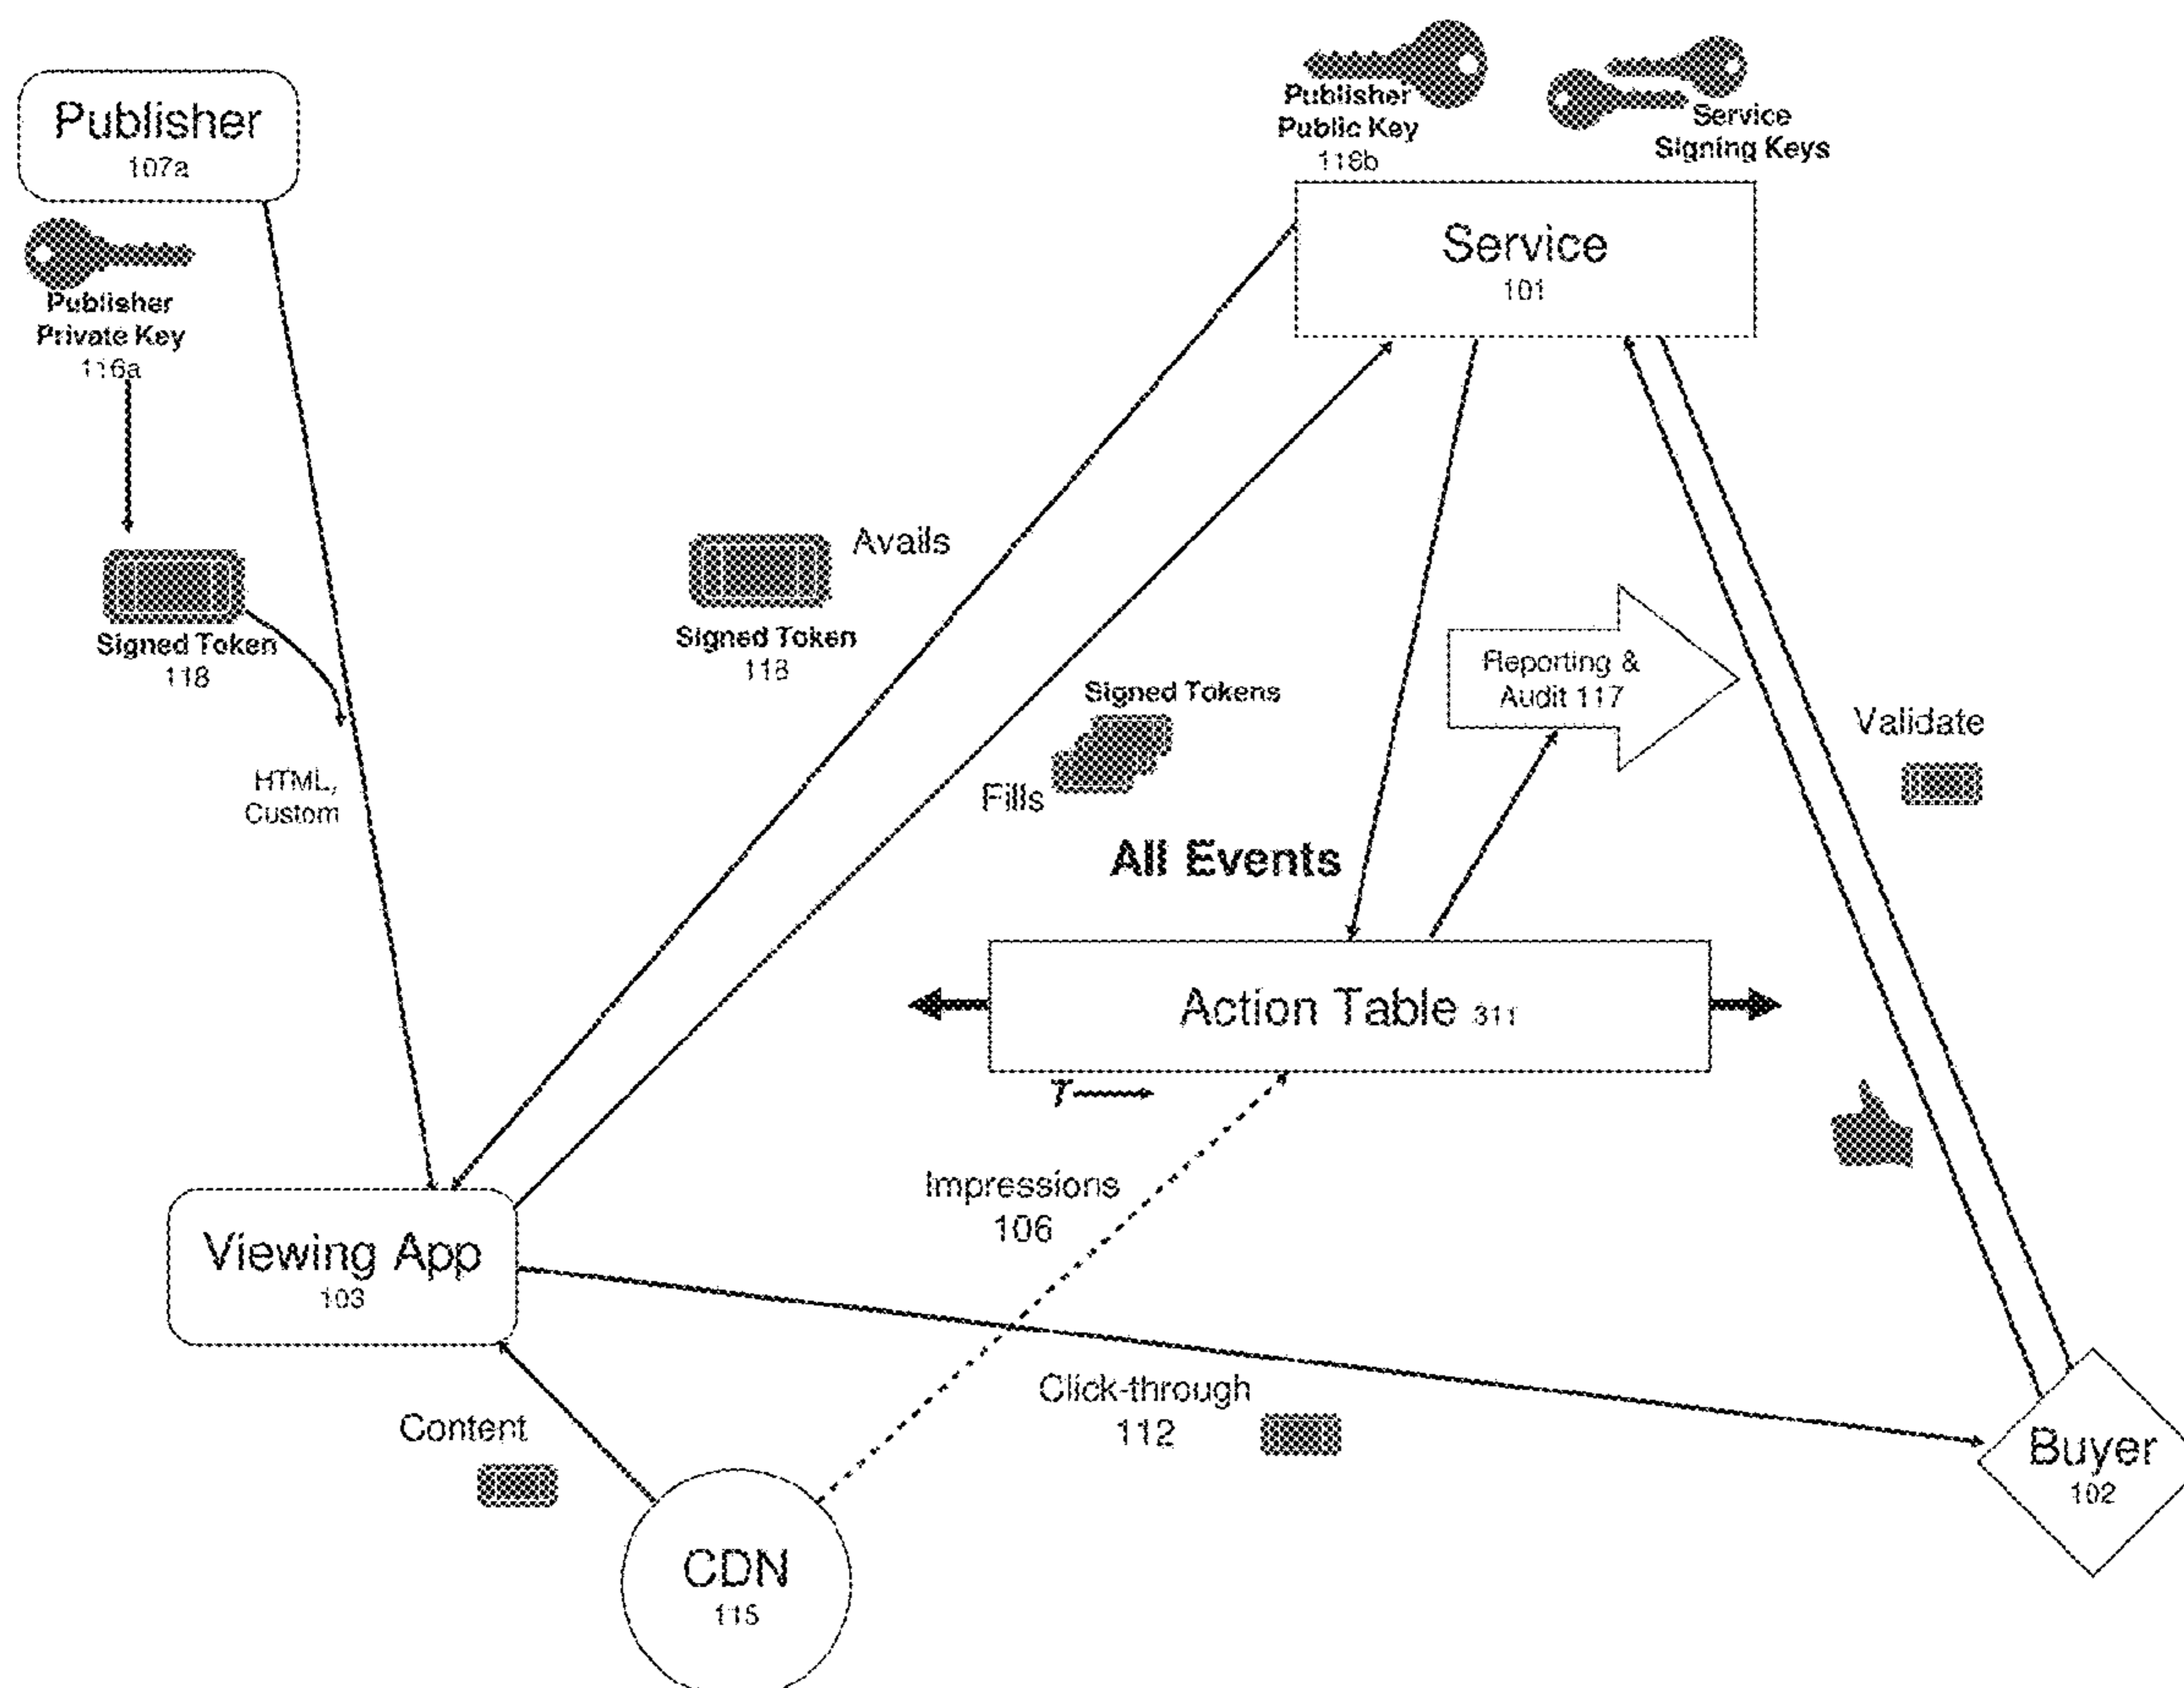 Publisher
107a
Publisher
Private Key
116a
Signed Token
118
HTML,
Custom
Publisher
Public Key
116b
Service
Signing Keys
Service
101
Avails
Signed Token
118
Signed Tokens
Fills
Reporting &
Audit 117
Validate
All Events
Action Table 311
T
Impressions
106
Viewing App
103
Click-through
112
Content
Buyer
102
CDN
115